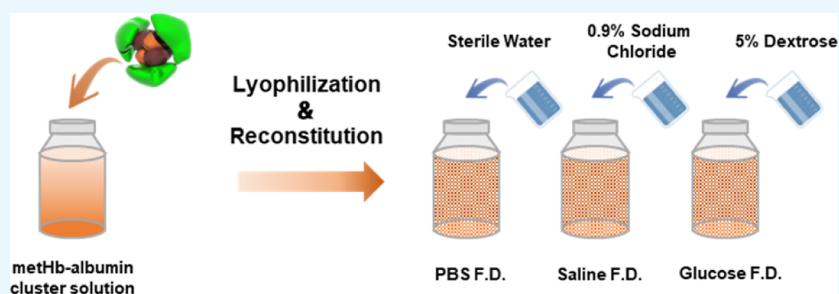 Sterile Water
0.9% Sodium
Chloride
5% Dextrose
Lyophilization
&
Reconstitution
metHb-albumin
cluster solution
PBS F.D.
Saline F.D.
Glucose F.D.